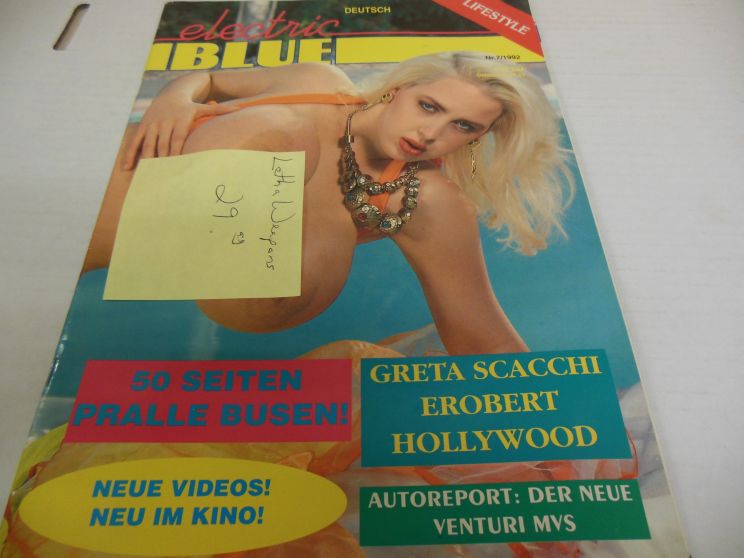 DEUTSCH
LIFESTYLE
electric
BLUE
Nr.7/1992
Letha Weapons
29.
50 SEITEN
PRALLE BUSEN!
GRETA SCACCHI
EROBERT
HOLLYWOOD
NEUE VIDEOS!
NEU IM KINO!
AUTOREPORT: DER NEUE
VENTURI MVS